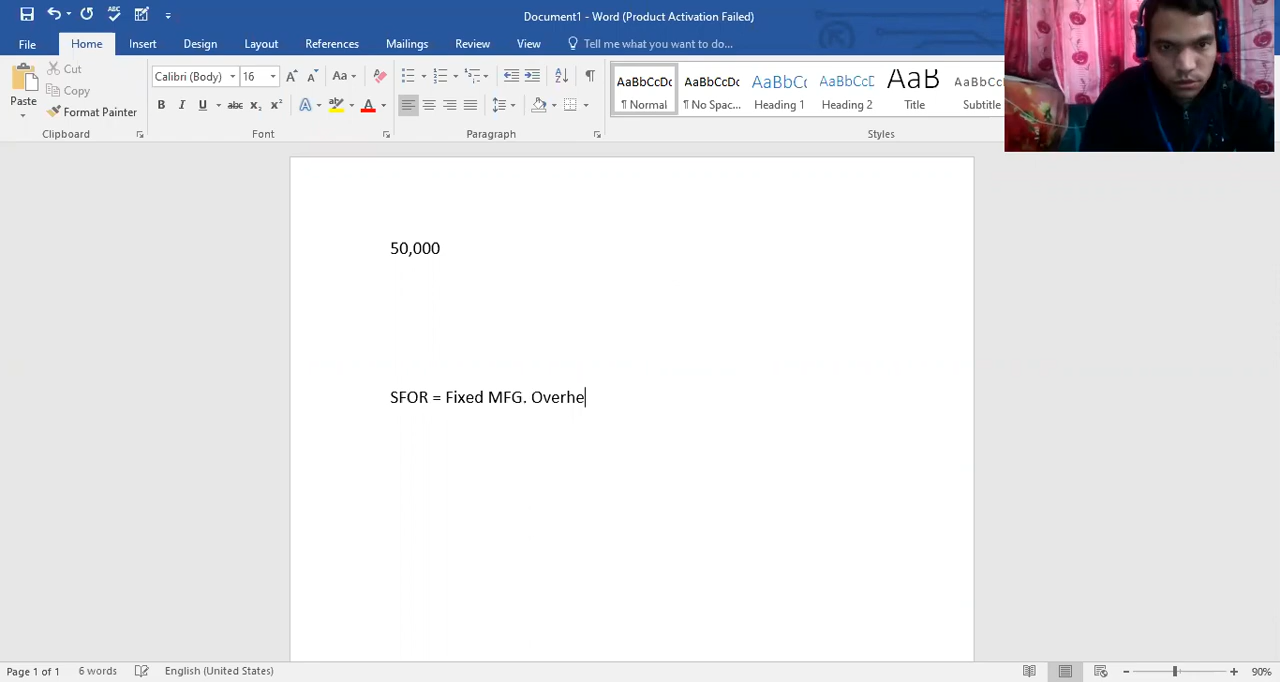 Document1 - Word (Product Activation Failed)
File Home Insert Design Layout References Mailings Review View Tell me what you want to do...
Paste Cut Copy Format Painter
Calibri (Body) 16
AaBbCcDc AaBbCcDc AaBbCc AaBbCcD AaB AaBbCcD
¶ Normal ¶ No Spac... Heading 1 Heading 2 Title Subtitle
Clipboard Font Paragraph Styles
50,000
SFOR = Fixed MFG. Overhe
Page 1 of 1 6 words English (United States) 90%